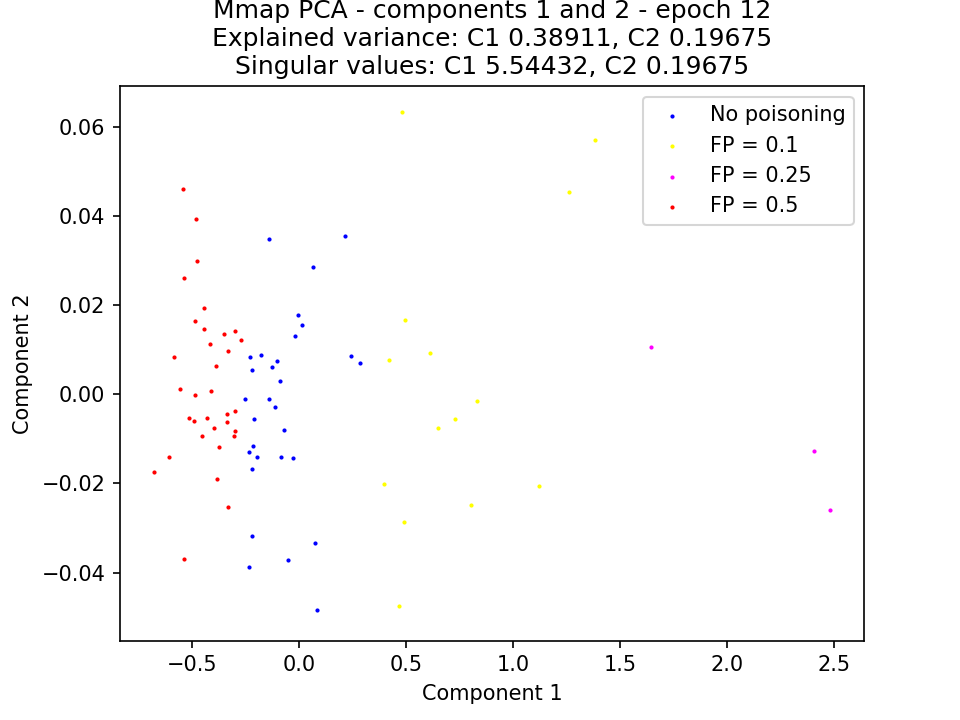 Mmap PCA - components 1 and 2 - epoch 12
Explained variance: C1 0.38911, C2 0.19675
Singular values: C1 5.54432, C2 0.19675
No poisoning
FP = 0.1
FP = 0.25
FP = 0.5
0.06
0.04
0.02
0.00
−0.02
−0.04
Component 2
−0.5 0.0 0.5 1.0 1.5 2.0 2.5
Component 1